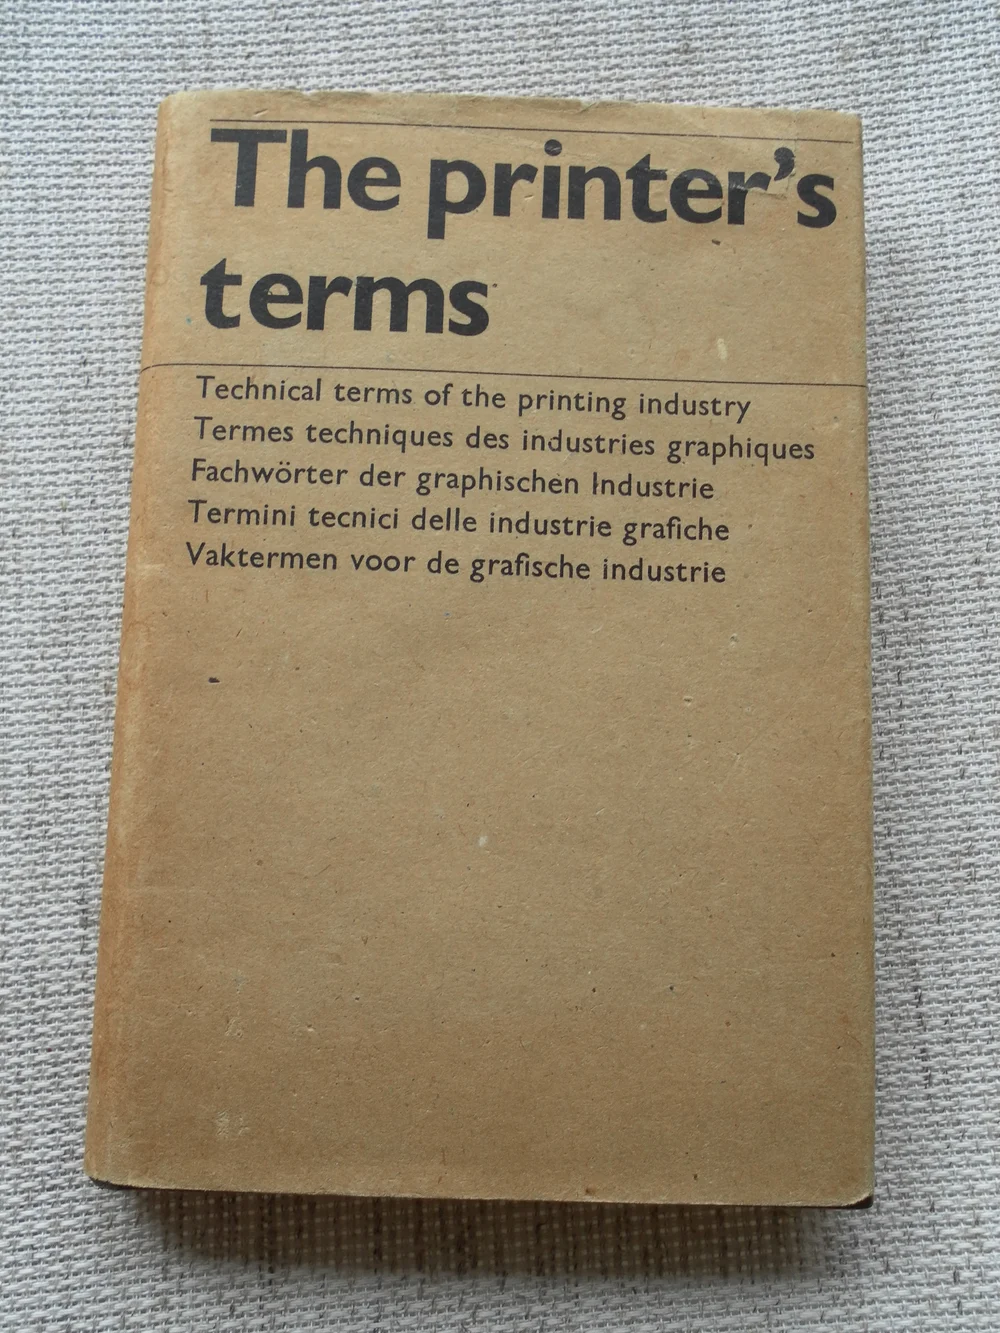 The printer's
terms
Technical terms of the printing industry
Termes techniques des industries graphiques
Fachwörter der graphischen Industrie
Termini tecnici delle industrie grafiche
Vaktermen voor de grafische industrie